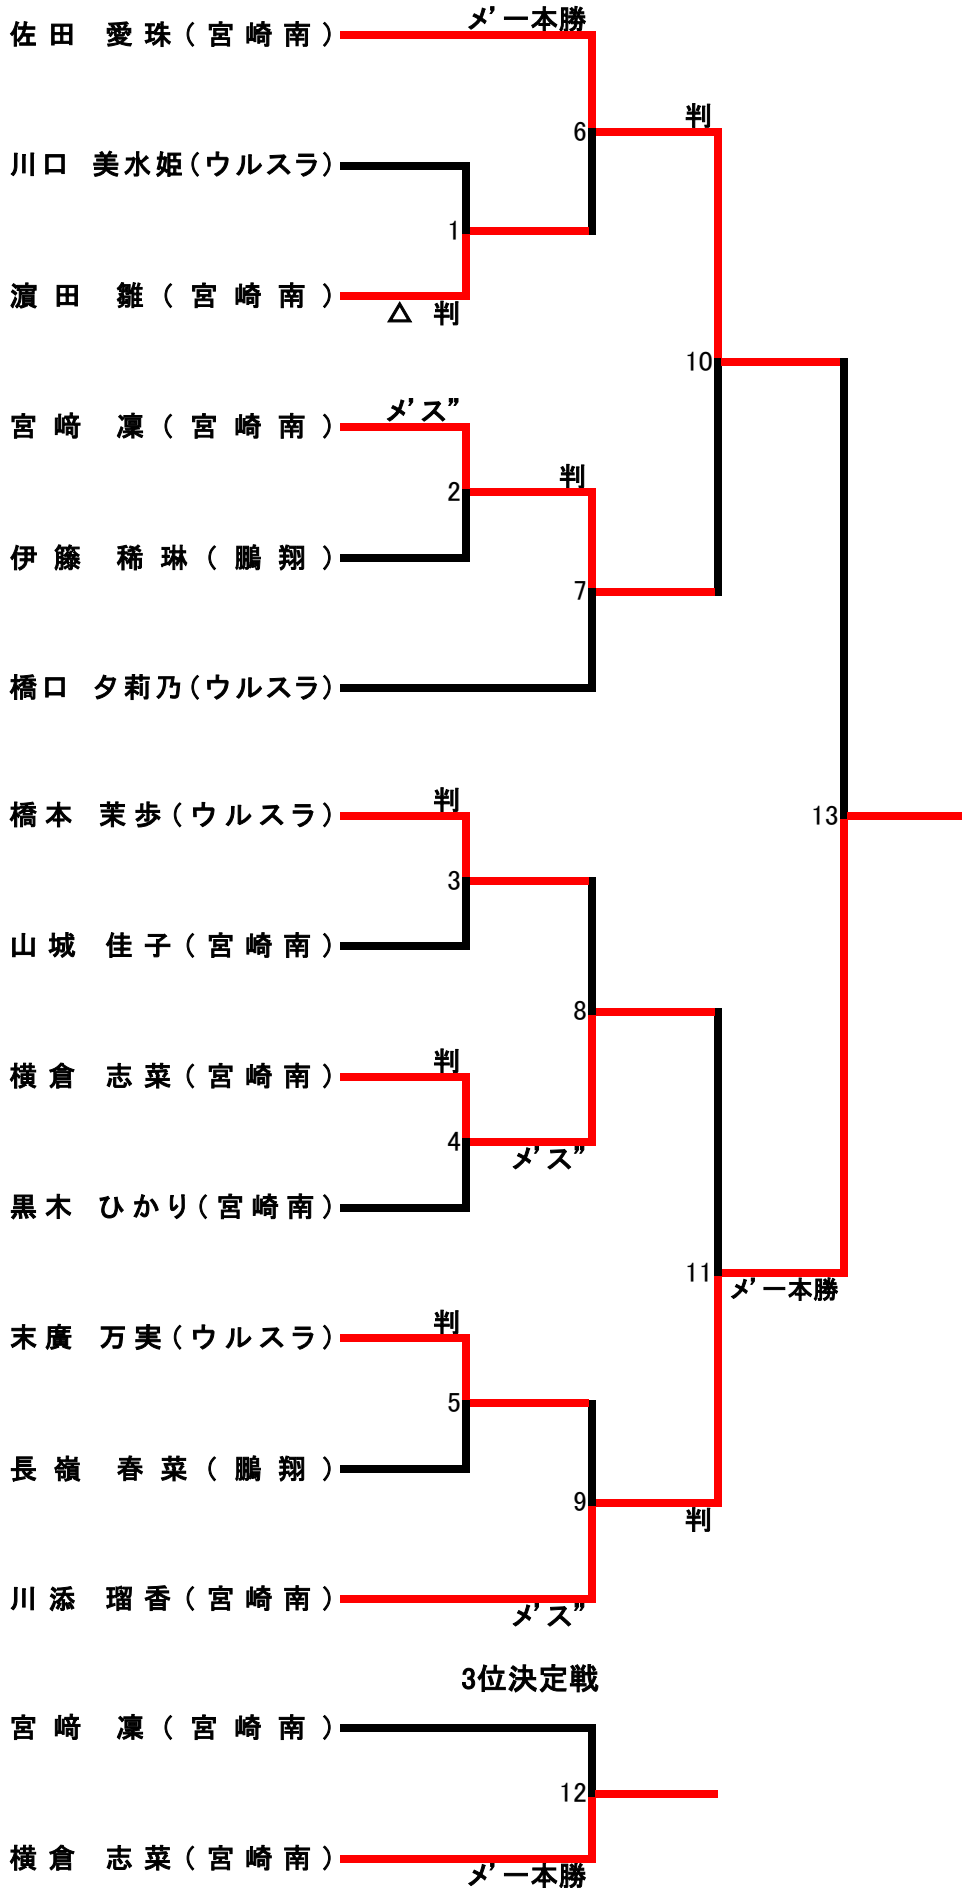 メ’一本勝
佐田 愛珠(宮崎南)
判
6
川口 美水姫(ウルスラ)
1
濵田 雛(宮崎南)
△ 判
10
メ’ス”
宮﨑 凜(宮崎南)
判
2
伊藤 稀琳(鵬翔)
7
橋口 夕莉乃(ウルスラ)
判
橋本 茉歩(ウルスラ)
13
3
山城 佳子(宮崎南)
8
判
横倉 志菜(宮崎南)
4
メ’ス”
黒木 ひかり(宮崎南)
11
メ’一本勝
判
末廣 万実(ウルスラ)
5
長嶺 春菜(鵬翔)
9
判
川添 瑠香(宮崎南)
メ’ス”
3位決定戦
宮﨑 凜(宮崎南)
12
横倉 志菜(宮崎南)
メ’一本勝